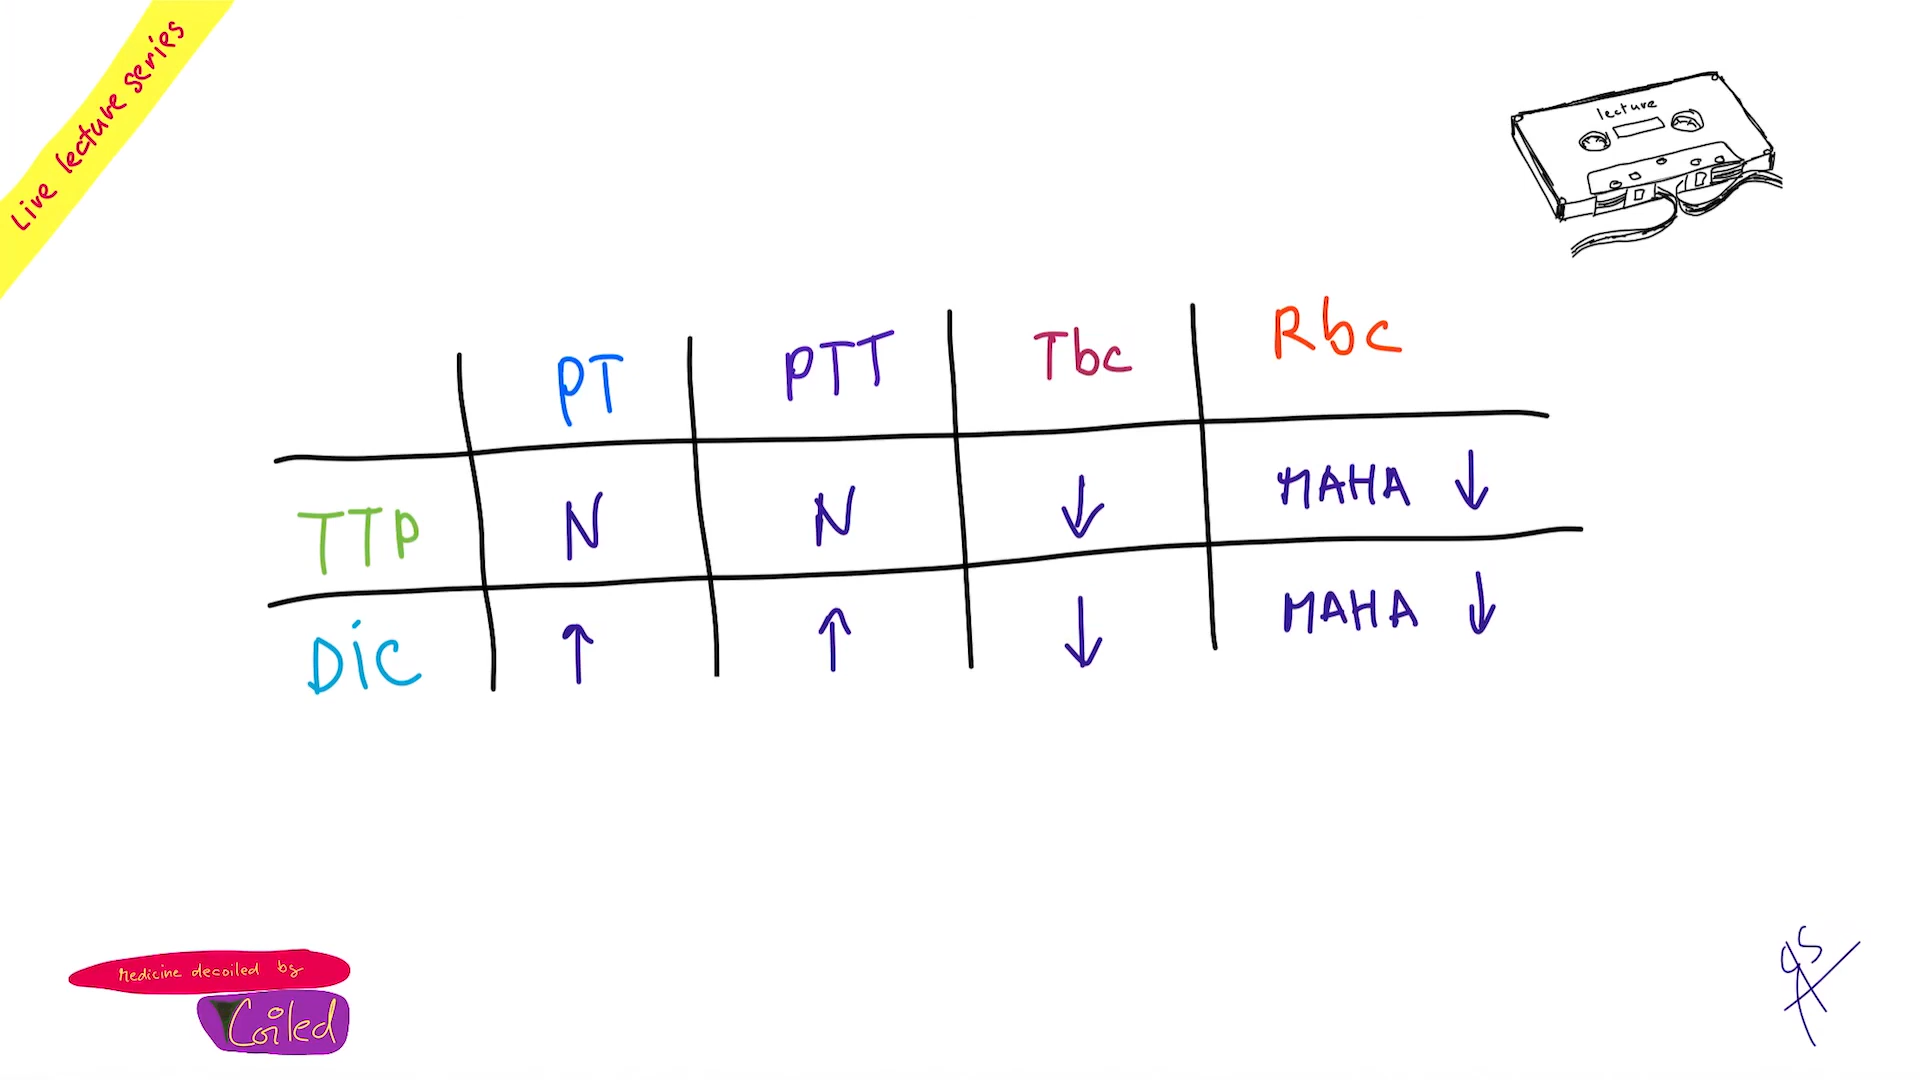 Live lecture series
lecture
PT PTT Tbc Rbc
TTP N N ↓ MAHA ↓
DiC ↑ ↑ ↓ MAHA ↓
Medicine decoiled by
Coiled